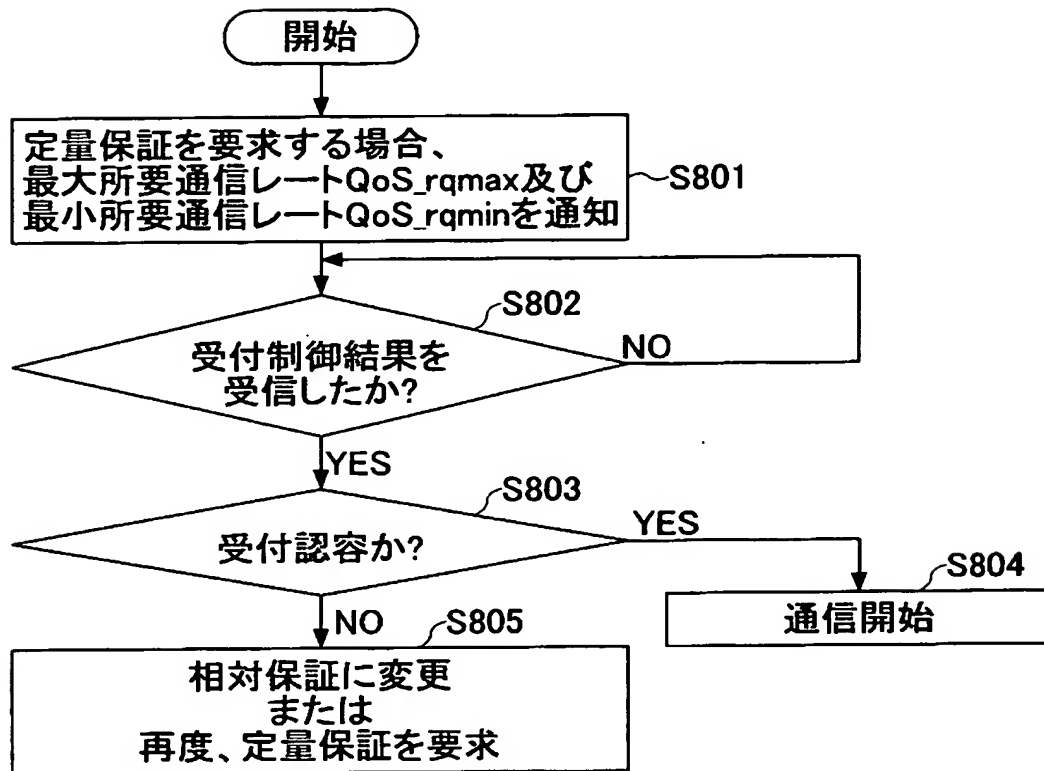 開始
定量保証を要求する場合、
最大所要通信レートQoS_rqmax及び
最小所要通信レートQoS_rqminを通知
S801
S802
受付制御結果を
受信したか?
NO
YES
S803
受付認容か?
YES
S804
通信開始
NO
S805
相対保証に変更
または
再度、定量保証を要求